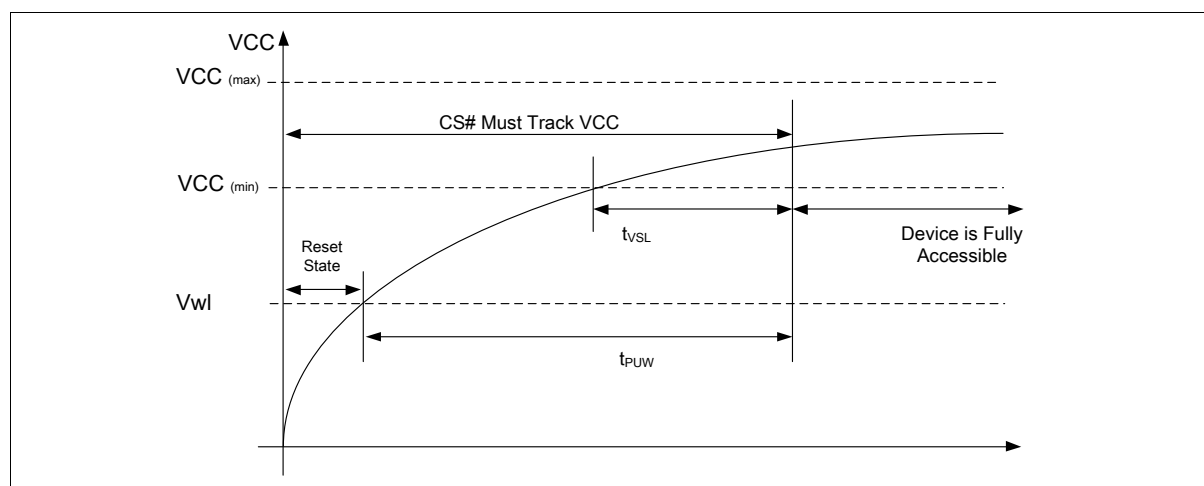 VCC
VCC (max)
CS# Must Track VCC
VCC (min)
tVSL
Device is Fully
Accessible
Reset
State
Vwl
tPUW